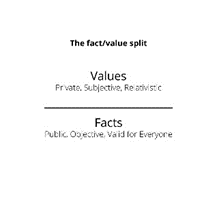 The fact/value split
Values
Private, Subjective, Relativistic
Facts
Public, Objective, Valid for Everyone